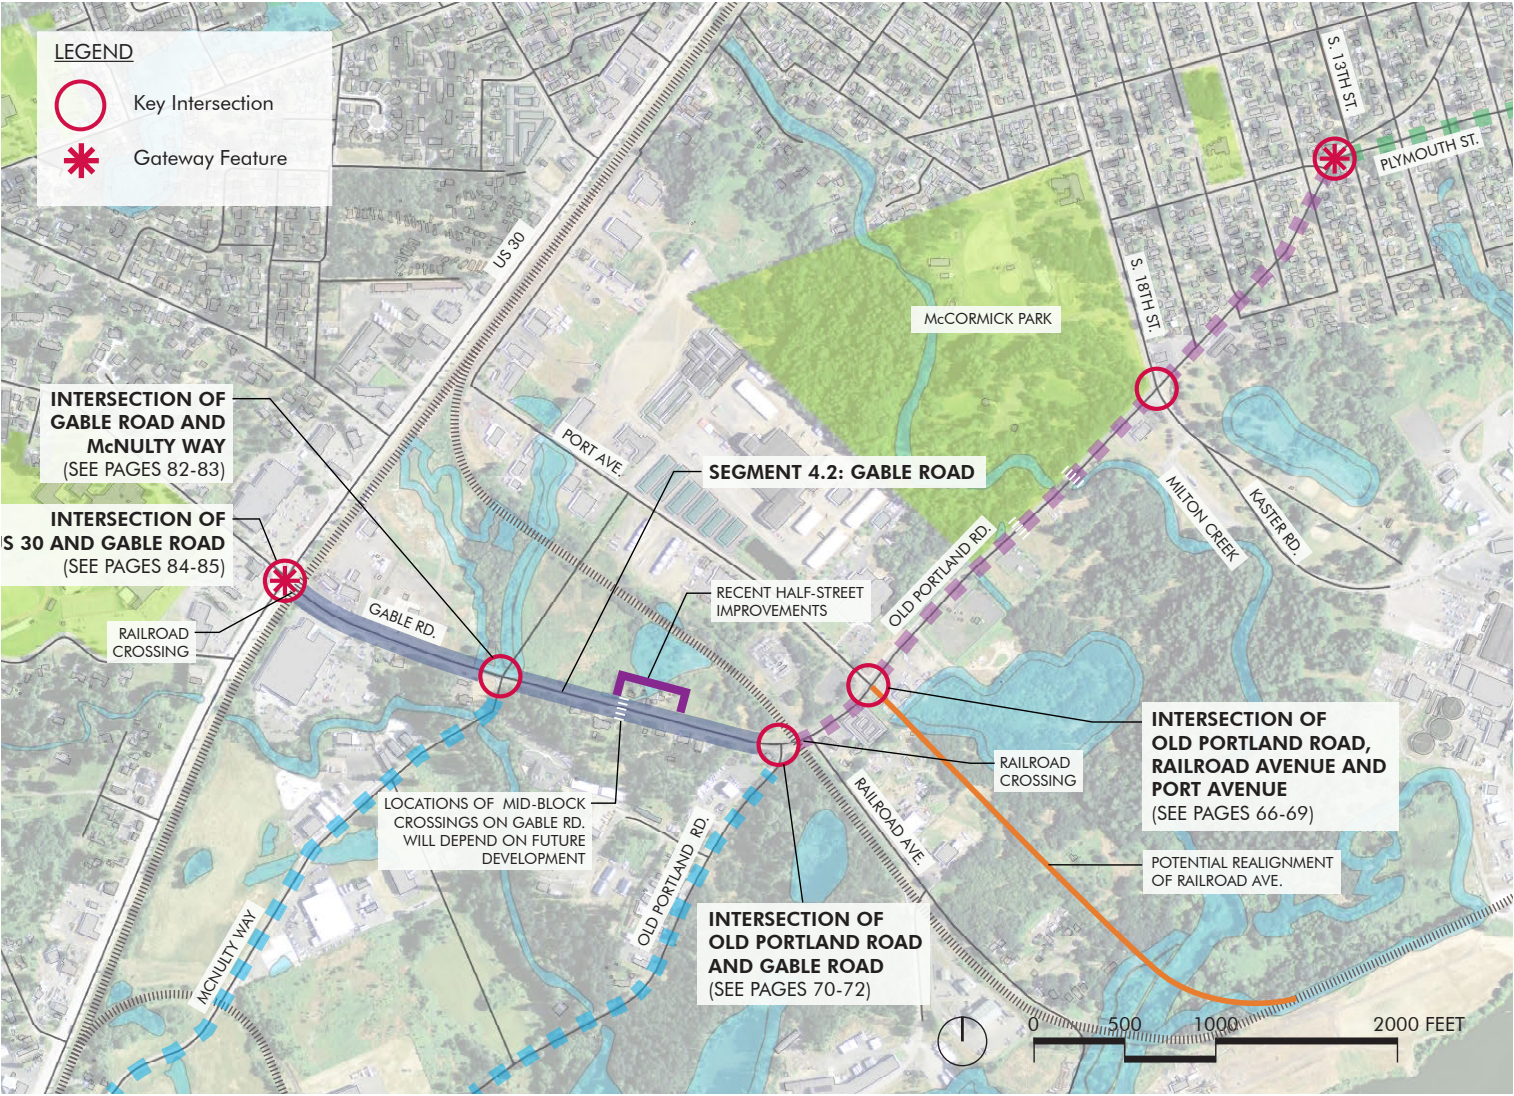 LEGEND
Key Intersection
Gateway Feature
S. 13TH ST.
PLYMOUTH ST.
US 30
S. 18TH ST.
McCORMICK PARK
INTERSECTION OF
GABLE ROAD AND
McNULTY WAY
(SEE PAGES 82-83)
PORT AVE.
SEGMENT 4.2: GABLE ROAD
MILTON CREEK
KASTER RD.
INTERSECTION OF
US 30 AND GABLE ROAD
(SEE PAGES 84-85)
OLD PORTLAND RD.
RECENT HALF-STREET
IMPROVEMENTS
GABLE RD.
RAILROAD
CROSSING
INTERSECTION OF
OLD PORTLAND ROAD,
RAILROAD AVENUE AND
PORT AVENUE
(SEE PAGES 66-69)
RAILROAD
CROSSING
LOCATIONS OF MID-BLOCK
CROSSINGS ON GABLE RD.
WILL DEPEND ON FUTURE
DEVELOPMENT
RAILROAD AVE.
OLD PORTLAND RD.
POTENTIAL REALIGNMENT
OF RAILROAD AVE.
MCNULTY WAY
INTERSECTION OF
OLD PORTLAND ROAD
AND GABLE ROAD
(SEE PAGES 70-72)
0 500 1000 2000 FEET